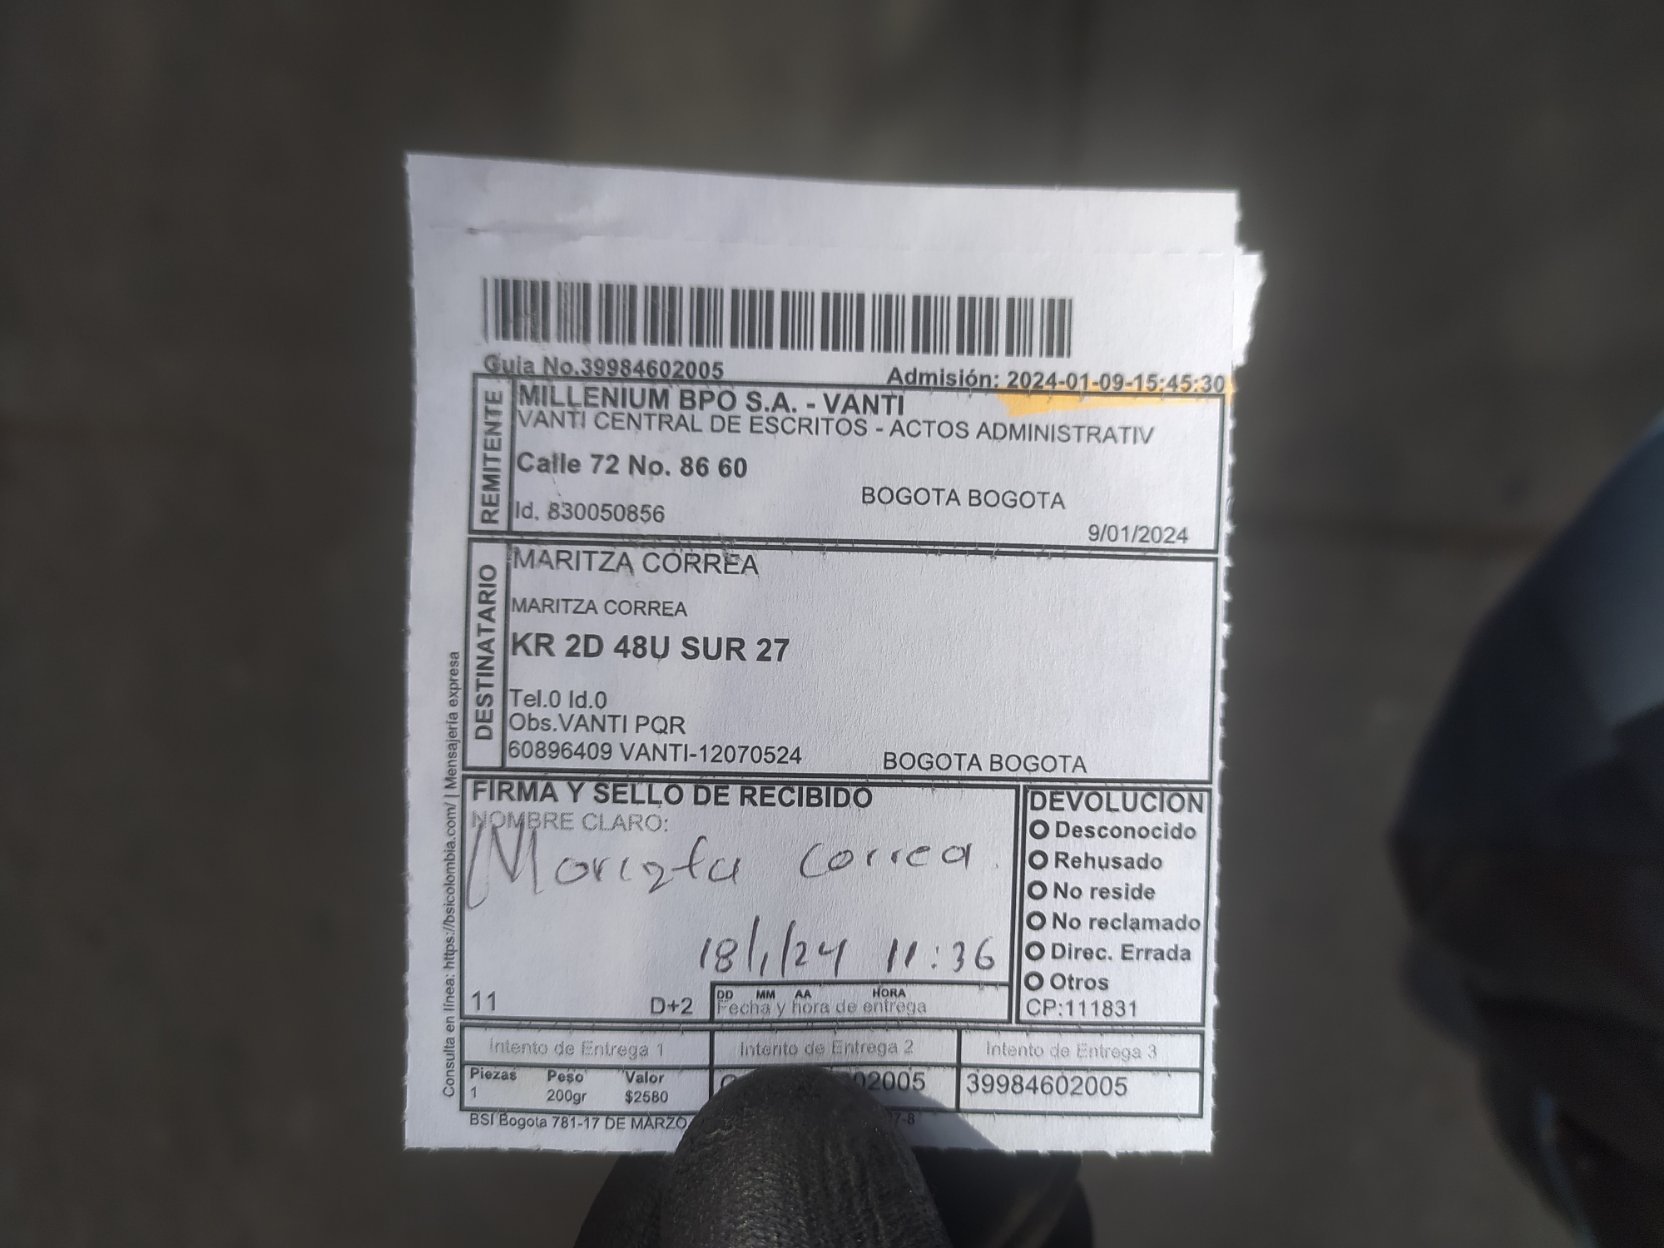 Guia No.39984602005
Admisión: 2024-01-09-15:45:30
REMITENTE
MILLENIUM BPO S.A. - VANTI
VANTI CENTRAL DE ESCRITOS - ACTOS ADMINISTRATIV
Calle 72 No. 86 60
BOGOTA BOGOTA
Id. 830050856
9/01/2024
DESTINATARIO
MARITZA CORREA
MARITZA CORREA
KR 2D 48U SUR 27
Tel.0 Id.0
Obs.VANTI PQR
60896409 VANTI-12070524
BOGOTA BOGOTA
Consulta en línea: https://bsicolombia.com/ | Mensajería expresa
FIRMA Y SELLO DE RECIBIDO
NOMBRE CLARO:
Maritza Correa
18/1/24 11:36
11
D+2
DD MM AA HORA
Fecha y hora de entrega
DEVOLUCION
Desconocido
Rehusado
No reside
No reclamado
Direc. Errada
Otros
CP:111831
Intento de Entrega 1
Intento de Entrega 2
Intento de Entrega 3
Piezas Peso Valor
1 200gr $2580
02005
39984602005
BSI Bogota 781-17 DE MARZO